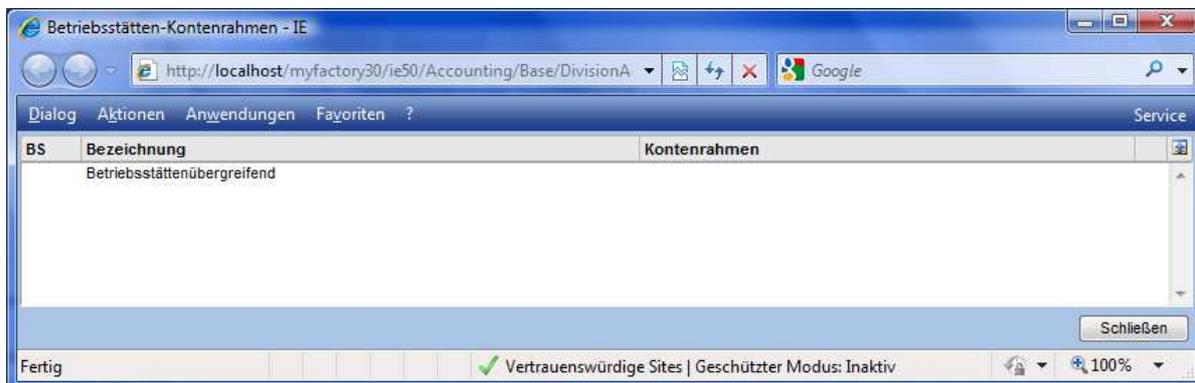 Betriebsstätten-Kontenrahmen - IE
http://localhost/myfactory30/ie50/Accounting/Base/DivisionA
Google
Dialog Aktionen Anwendungen Favoriten ? Service
BS Bezeichnung Kontenrahmen
Betriebsstättenübergreifend
Schließen
Fertig Vertrauenswürdige Sites | Geschützter Modus: Inaktiv 100%